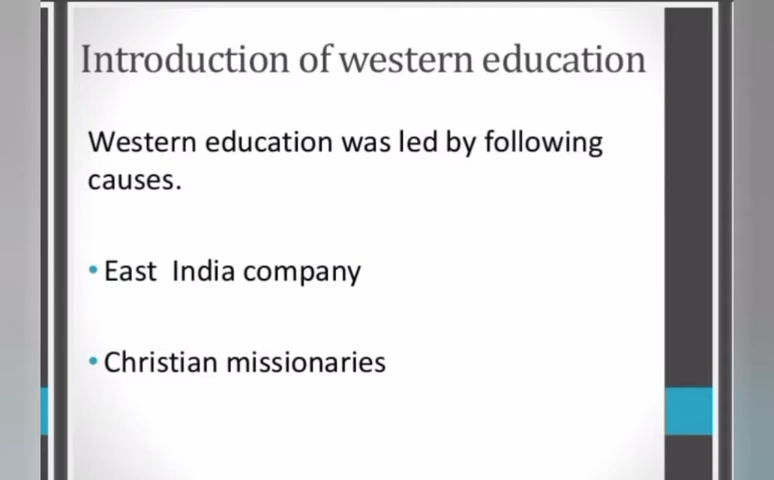 Introduction of western education
Western education was led by following
causes.
• East India company
• Christian missionaries